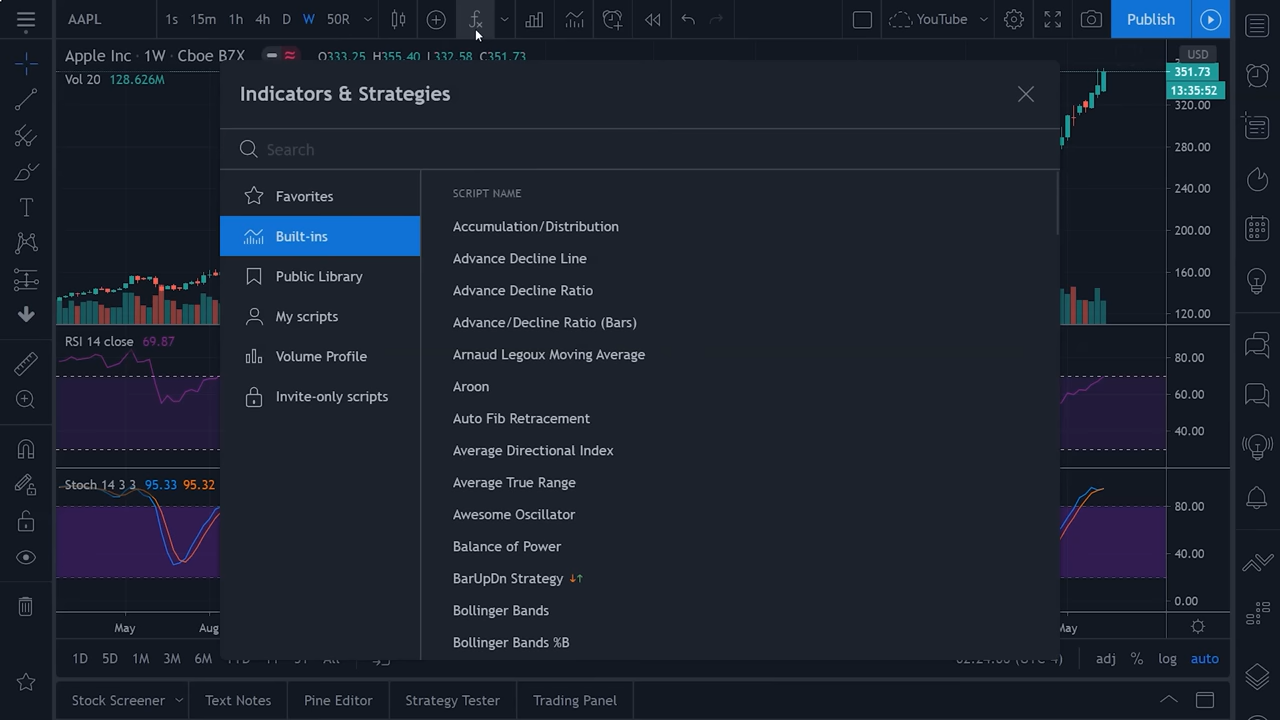 AAPL 1s 15m 1h 4h D W 50R YouTube Publish
Apple Inc · 1W · Cboe BZX O333.25 H355.40 L332.58 C351.73 USD
Vol 20 128.626M
351.73
13:35:52
320.00
280.00
240.00
200.00
160.00
120.00
Indicators & Strategies
Search
Favorites
Built-ins
Public Library
My scripts
Volume Profile
Invite-only scripts
SCRIPT NAME
Accumulation/Distribution
Advance Decline Line
Advance Decline Ratio
Advance/Decline Ratio (Bars)
Arnaud Legoux Moving Average
Aroon
Auto Fib Retracement
Average Directional Index
Average True Range
Awesome Oscillator
Balance of Power
BarUpDn Strategy
Bollinger Bands
Bollinger Bands %B
RSI 14 close 69.87
80.00
60.00
40.00
Stoch 14 3 3 95.33 95.32
80.00
40.00
0.00
May Aug May
1D 5D 1M 3M 6M adj % log auto
Stock Screener Text Notes Pine Editor Strategy Tester Trading Panel